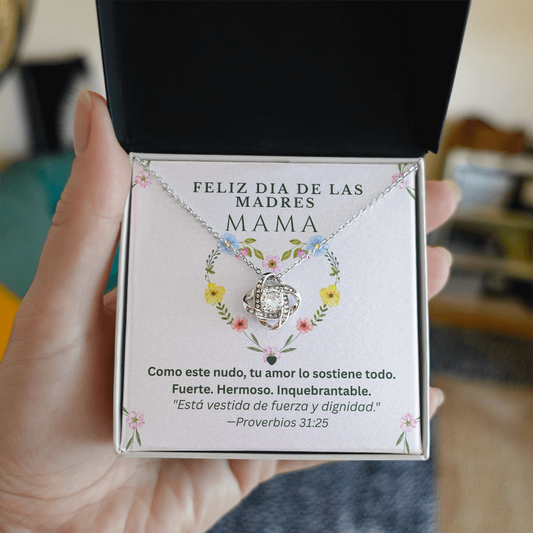 FELIZ DIA DE LAS
MADRES
MAMA
Como este nudo, tu amor lo sostiene todo.
Fuerte. Hermoso. Inquebrantable.
"Está vestida de fuerza y dignidad."
—Proverbios 31:25